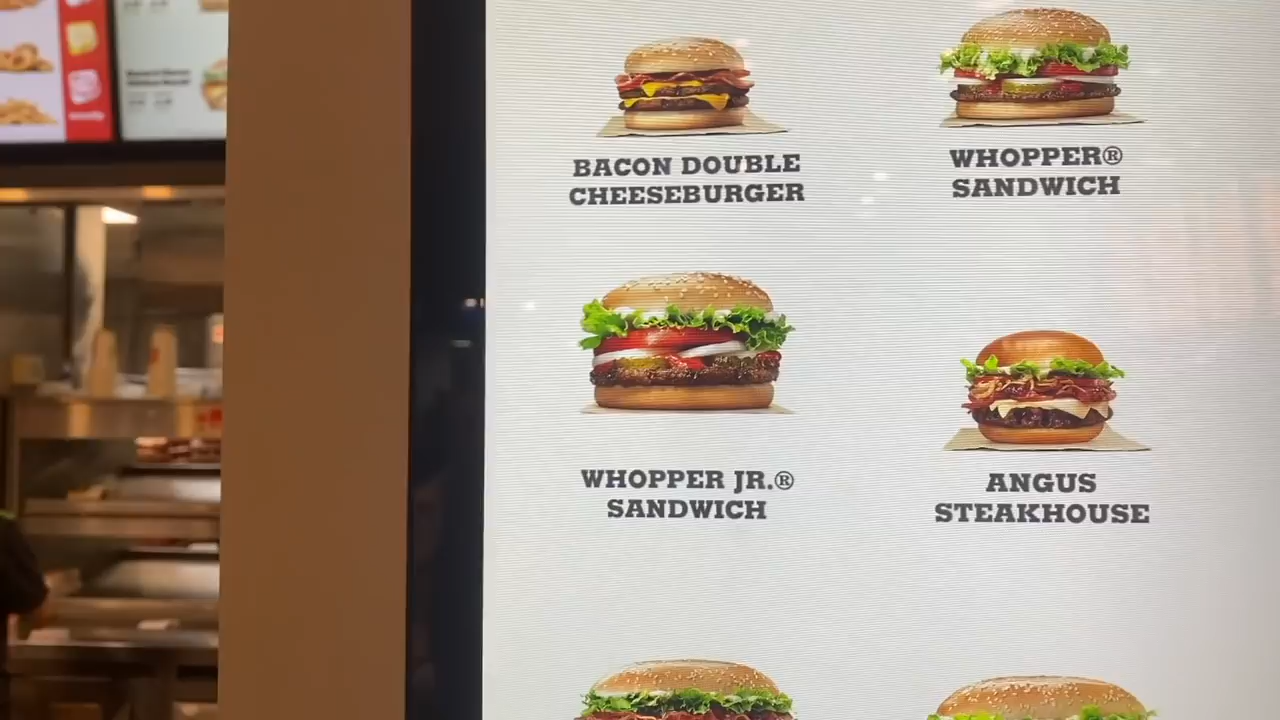 BACON DOUBLE
CHEESEBURGER
WHOPPER®
SANDWICH
WHOPPER JR.®
SANDWICH
ANGUS
STEAKHOUSE